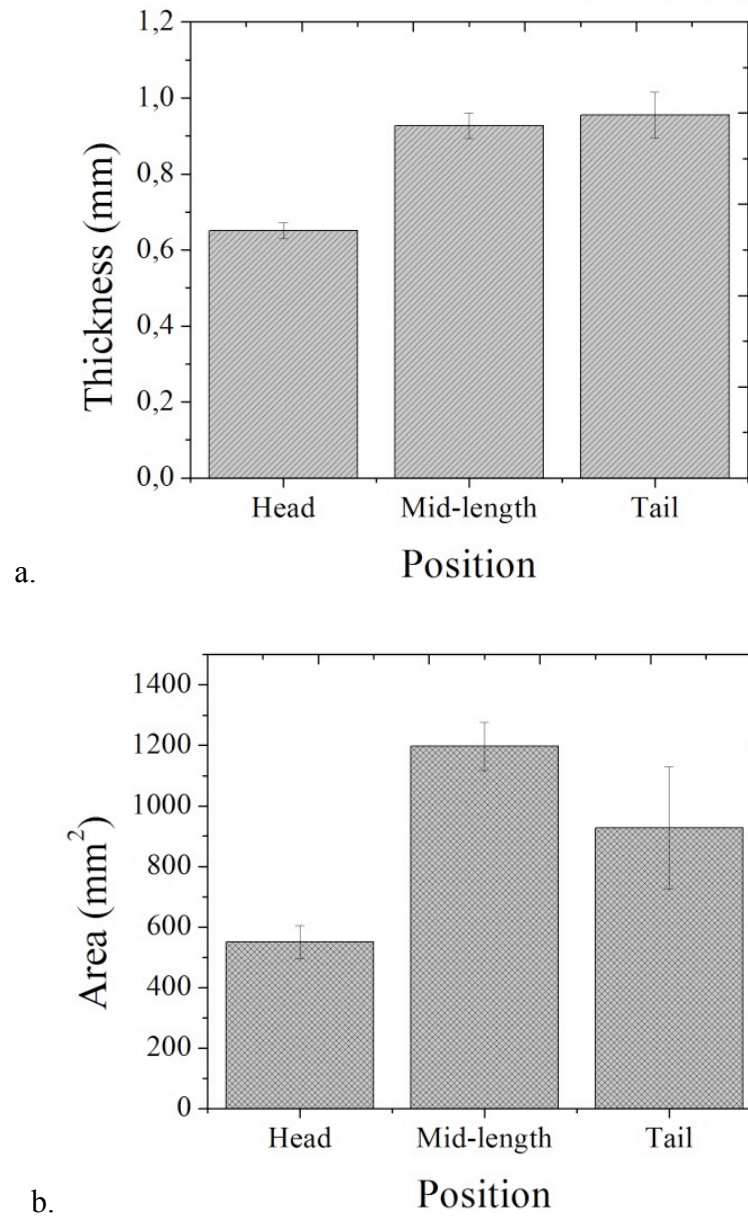 1,2
1,0
0,8
0,6
0,4
0,2
0,0
Thickness (mm)
Head Mid-length Tail
Position
a.
1400
1200
1000
800
600
400
200
0
Area (mm²)
Head Mid-length Tail
Position
b.